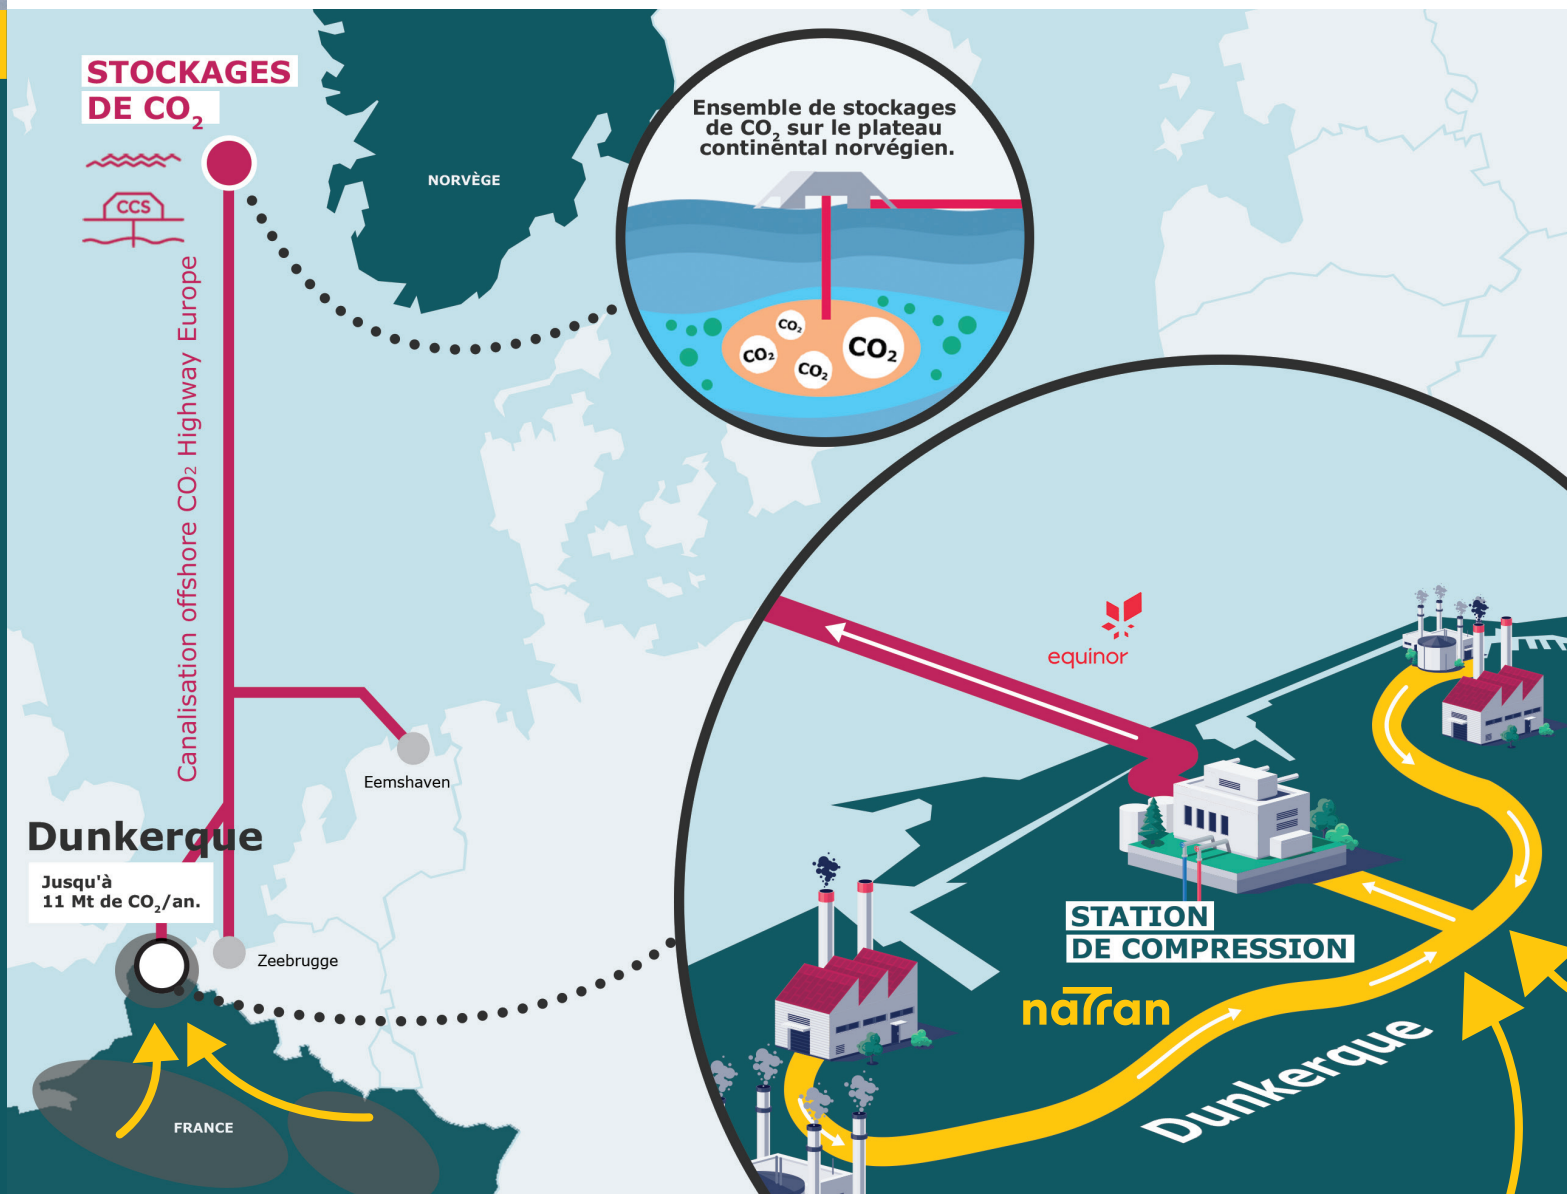 STOCKAGES
DE CO₂
CCS
Canalisation offshore CO₂ Highway Europe
NORVÈGE
Ensemble de stockages
de CO₂ sur le plateau
continental norvégien.
CO₂
CO₂
CO₂
CO₂
equinor
Eemshaven
Dunkerque
Jusqu'à
11 Mt de CO₂/an.
Zeebrugge
FRANCE
STATION
DE COMPRESSION
naTran
Dunkerque